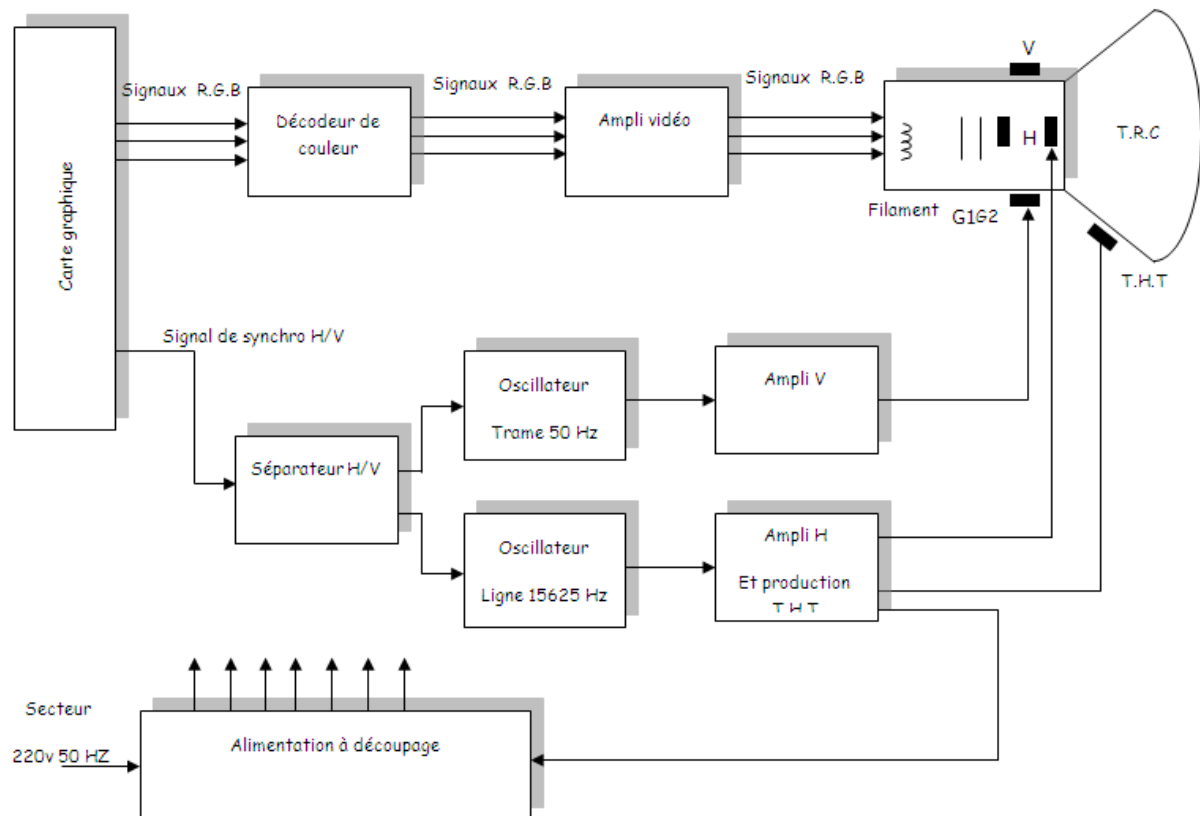 V
Signaux R.G.B
Signaux R.G.B
Signaux R.G.B
Décodeur de
couleur
Ampli vidéo
H
T.R.C
Carte graphique
Filament
G1G2
T.H.T
Signal de synchro H/V
Oscillateur
Trame 50 Hz
Ampli V
Séparateur H/V
Oscillateur
Ligne 15625 Hz
Ampli H
Et production
T.H.T
Secteur
220v 50 HZ
Alimentation à découpage